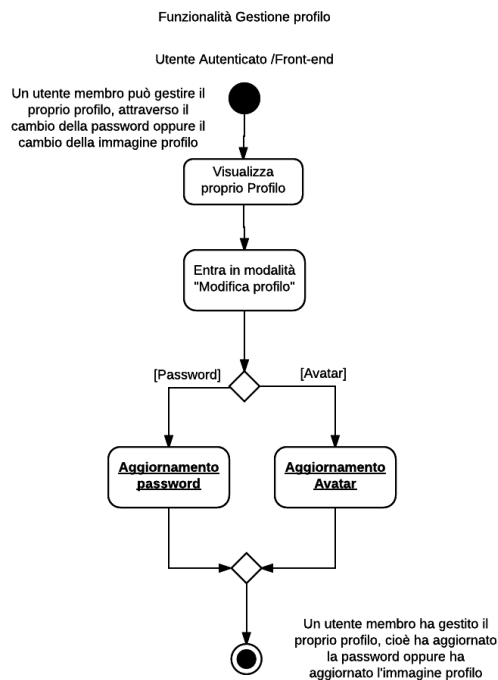 Funzionalità Gestione profilo
Utente Autenticato /Front-end
Un utente membro può gestire il
proprio profilo, attraverso il
cambio della password oppure il
cambio della immagine profilo
Visualizza
proprio Profilo
Entra in modalità
"Modifica profilo"
[Password]
[Avatar]
Aggiornamento
password
Aggiornamento
Avatar
Un utente membro ha gestito il
proprio profilo, cioè ha aggiornato
la password oppure ha
aggiornato l'immagine profilo